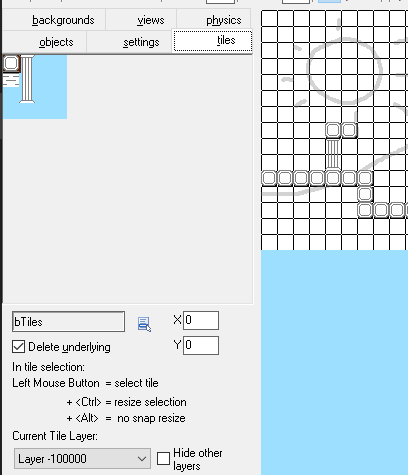 backgrounds views physics
objects settings tiles
bTiles X 0
Delete underlying Y 0
In tile selection:
Left Mouse Button = select tile
+ <Ctrl> = resize selection
+ <Alt> = no snap resize
Current Tile Layer:
Layer -100000 Hide other
layers